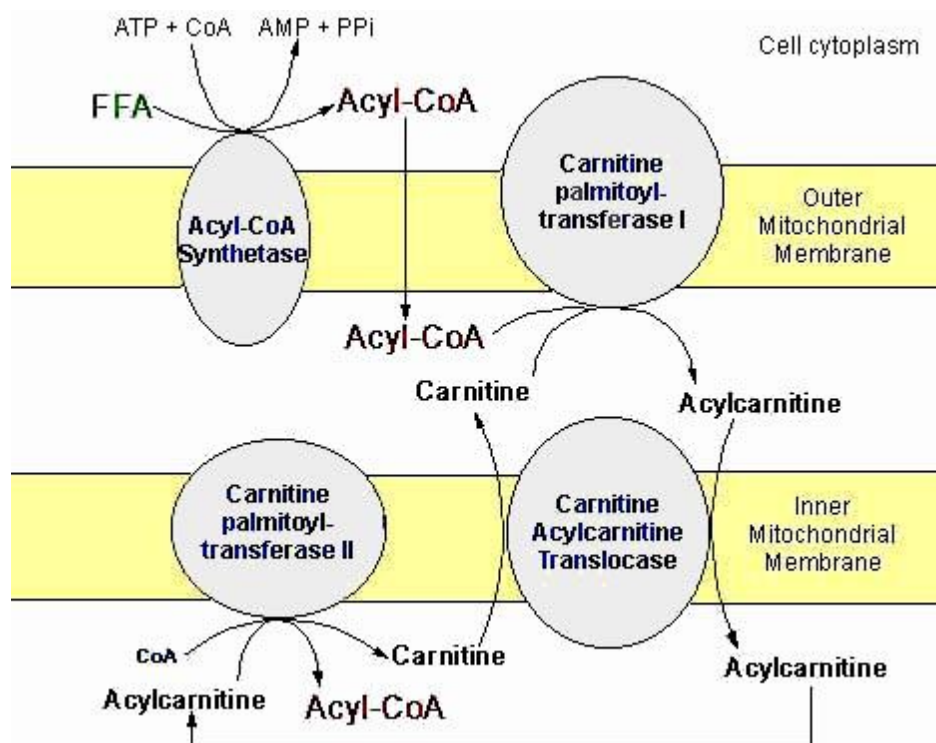 ATP + CoA
AMP + PPi
Cell cytoplasm
FFA
Acyl-CoA
Acyl-CoA
Synthetase
Carnitine
palmitoyl-
transferase I
Outer
Mitochondrial
Membrane
Acyl-CoA
Carnitine
Acylcarnitine
Carnitine
palmitoyl-
transferase II
Carnitine
Acylcarnitine
Translocase
Inner
Mitochondrial
Membrane
CoA
Carnitine
Acylcarnitine
Acylcarnitine
Acyl-CoA